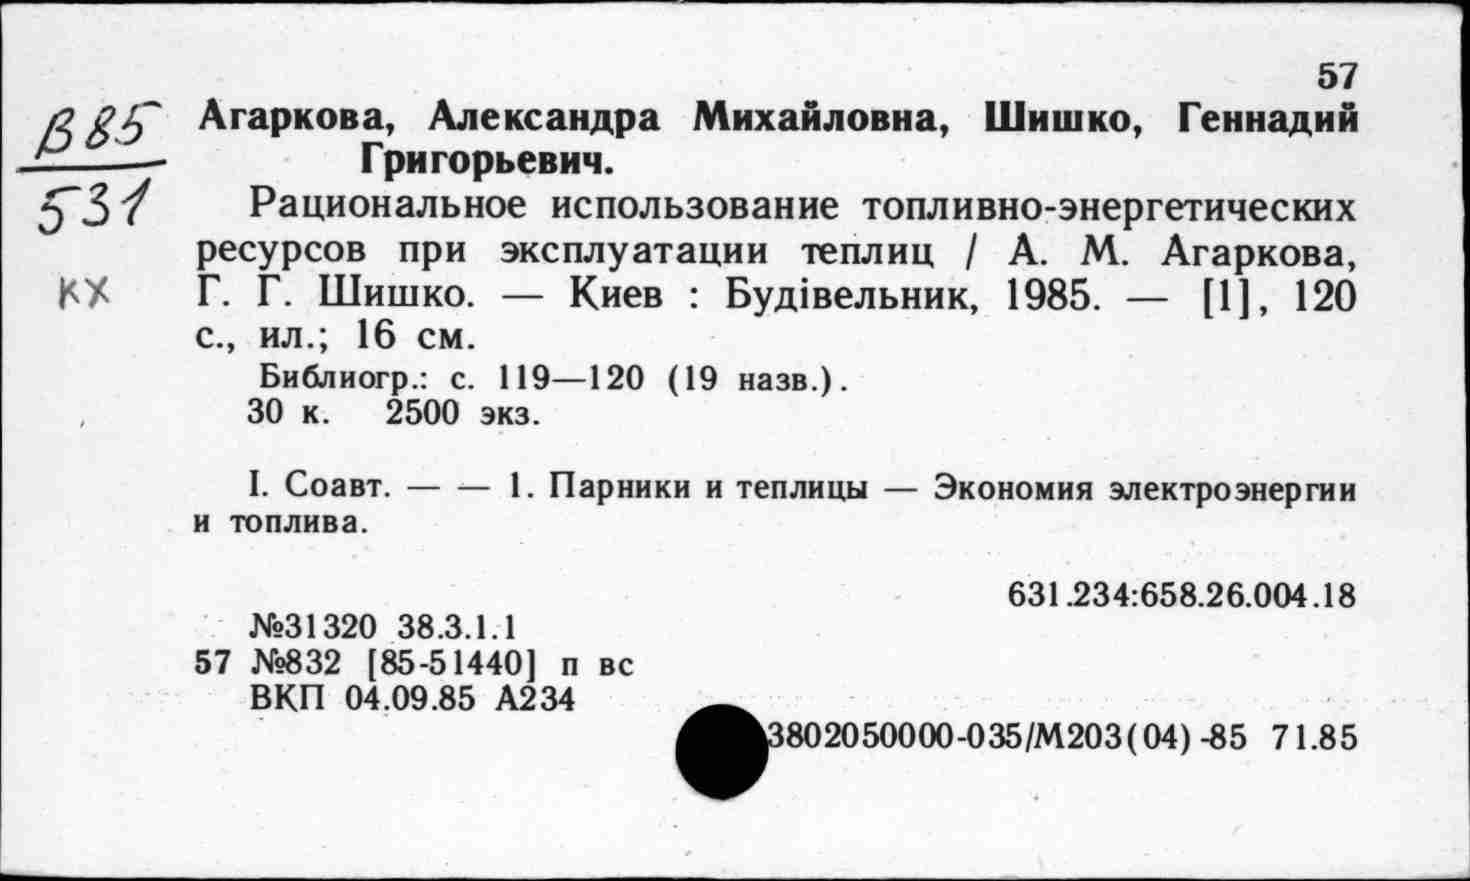 57
В85
531
кх
Агаркова, Александра Михайловна, Шишко, Геннадий
Григорьевич.
Рациональное использование топливно-энергетических
ресурсов при эксплуатации теплиц / А. М. Агаркова,
Г. Г. Шишко. — Киев : Будівельник, 1985. — [1], 120
с., ил.; 16 см.
Библиогр.: с. 119—120 (19 назв.).
30 к. 2500 экз.
I. Соавт. — — 1. Парники и теплицы — Экономия электроэнергии
и топлива.
631.234:658.26.004.18
№31320 38.3.1.1
57 №832 [85-51440] п вс
ВКП 04.09.85 А234
3802050000-035/М203(04)-85 71.85